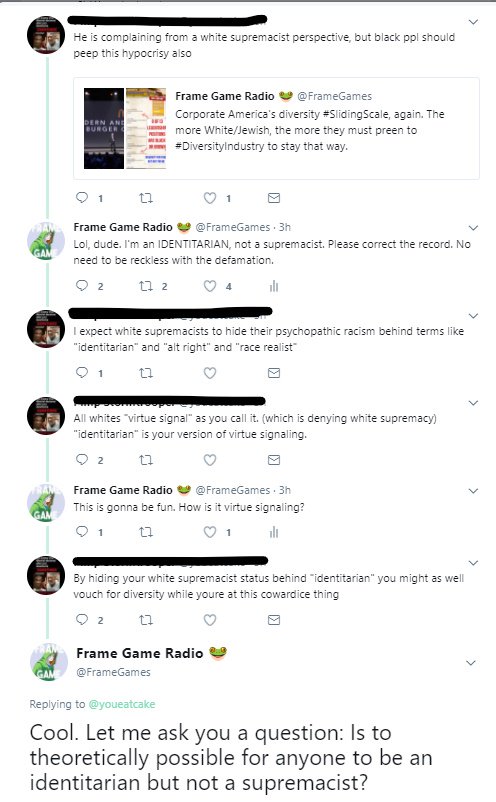 He is complaining from a white supremacist perspective, but black ppl should
peep this hypocrisy also
Frame Game Radio 🐸 @FrameGames
Corporate America's diversity #SlidingScale, again. The
more White/Jewish, the more they must preen to
#DiversityIndustry to stay that way.
1
1
Frame Game Radio 🐸 @FrameGames · 3h
Lol, dude. I'm an IDENTITARIAN, not a supremacist. Please correct the record. No
need to be reckless with the defamation.
2
2
4
I expect white supremacists to hide their psychopathic racism behind terms like
"identitarian" and "alt right" and "race realist"
1
All whites "virtue signal" as you call it. (which is denying white supremacy)
"identitarian" is your version of virtue signaling.
2
Frame Game Radio 🐸 @FrameGames · 3h
This is gonna be fun. How is it virtue signaling?
1
1
By hiding your white supremacist status behind "identitarian" you might as well
vouch for diversity while youre at this cowardice thing
2
Frame Game Radio 🐸
@FrameGames
Replying to @youeatcake
Cool. Let me ask you a question: Is to
theoretically possible for anyone to be an
identitarian but not a supremacist?